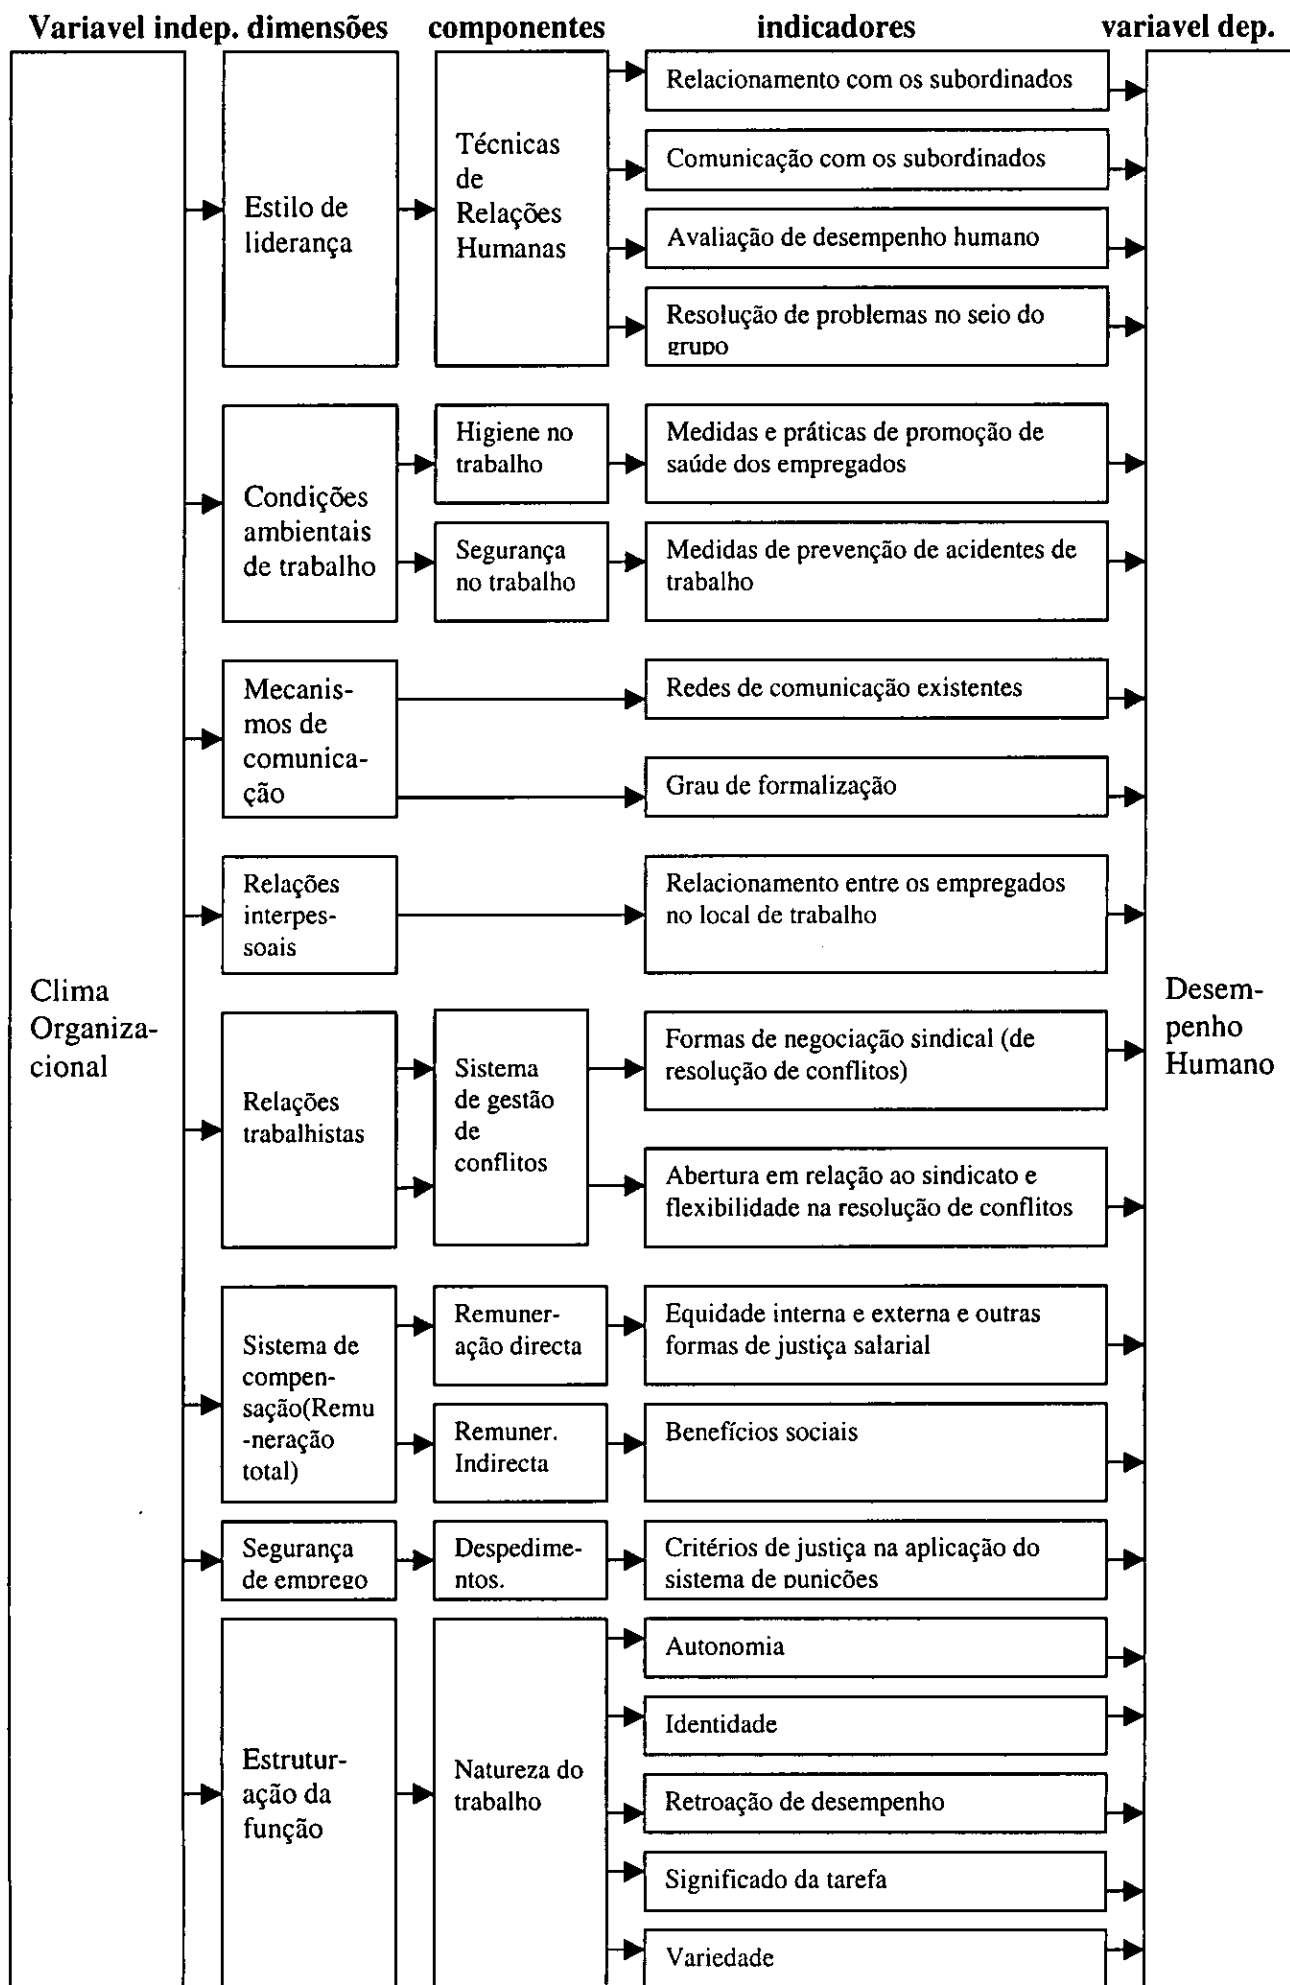 Variavel indep. dimensões componentes indicadores variavel dep.
Relacionamento com os subordinados
Comunicação com os subordinados
Técnicas
de
Relações
Humanas
Estilo de
liderança
Avaliação de desempenho humano
Resolução de problemas no seio do
grupo
Condições
ambientais
de trabalho
Higiene no
trabalho
Medidas e práticas de promoção de
saúde dos empregados
Segurança
no trabalho
Medidas de prevenção de acidentes de
trabalho
Mecanis-
mos de
comunica-
ção
Redes de comunicação existentes
Grau de formalização
Relações
interpes-
soais
Relacionamento entre os empregados
no local de trabalho
Clima
Organiza-
cional
Desem-
penho
Humano
Relações
trabalhistas
Sistema
de gestão
de
conflitos
Formas de negociação sindical (de
resolução de conflitos)
Abertura em relação ao sindicato e
flexibilidade na resolução de conflitos
Sistema de
compen-
sação(Remu
-neração
total)
Remuner-
ação directa
Equidade interna e externa e outras
formas de justiça salarial
Remuner.
Indirecta
Benefícios sociais
Segurança
de emprego
Despedime-
ntos.
Critérios de justiça na aplicação do
sistema de punições
Estrutur-
ação da
função
Natureza do
trabalho
Autonomia
Identidade
Retroação de desempenho
Significado da tarefa
Variedade